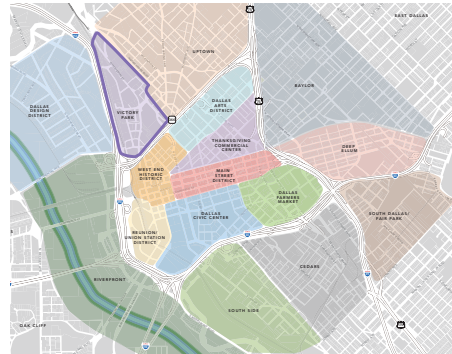 EAST DALLAS
UPTOWN
BAYLOR
DALLAS
DESIGN
DISTRICT
VICTORY
PARK
DALLAS
ARTS
DISTRICT
THANKSGIVING
COMMERCIAL
CENTER
DEEP
ELLUM
WEST END
HISTORIC
DISTRICT
MAIN
STREET
DISTRICT
DALLAS
FARMERS
MARKET
DALLAS
CIVIC CENTER
SOUTH DALLAS/
FAIR PARK
REUNION/
UNION STATION
DISTRICT
CEDARS
RIVERFRONT
SOUTH SIDE
OAK CLIFF